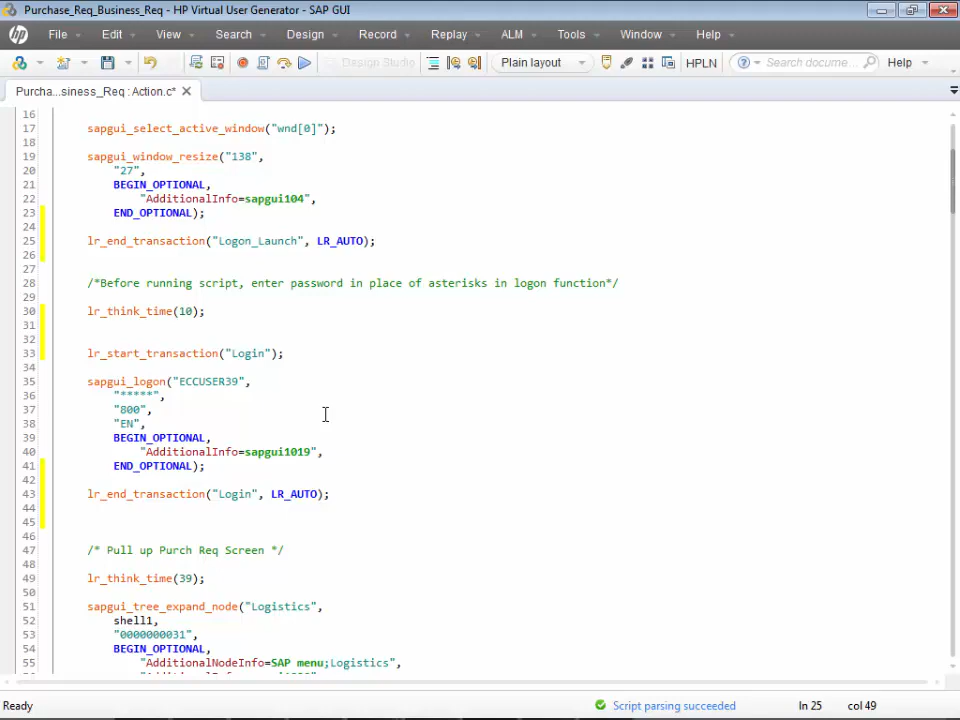 Purchase_Req_Business_Req - HP Virtual User Generator - SAP GUI
hp File Edit View Search Design Record Replay ALM Tools Window Help
Design Studio Plain layout HPLN Search docume... Help
Purcha...siness_Req : Action.c*
16
17 sapgui_select_active_window("wnd[0]");
18
19 sapgui_window_resize("138",
20 "27",
21 BEGIN_OPTIONAL,
22 "AdditionalInfo=sapgui104",
23 END_OPTIONAL);
24
25 lr_end_transaction("Logon_Launch", LR_AUTO);
26
27
28 /*Before running script, enter password in place of asterisks in logon function*/
29
30 lr_think_time(10);
31
32
33 lr_start_transaction("Login");
34
35 sapgui_logon("ECCUSER39",
36 "*****",
37 "800",
38 "EN",
39 BEGIN_OPTIONAL,
40 "AdditionalInfo=sapgui1019",
41 END_OPTIONAL);
42
43 lr_end_transaction("Login", LR_AUTO);
44
45
46
47 /* Pull up Purch Req Screen */
48
49 lr_think_time(39);
50
51 sapgui_tree_expand_node("Logistics",
52 shell1,
53 "0000000031",
54 BEGIN_OPTIONAL,
55 "AdditionalNodeInfo=SAP menu;Logistics",
Ready Script parsing succeeded ln 25 col 49